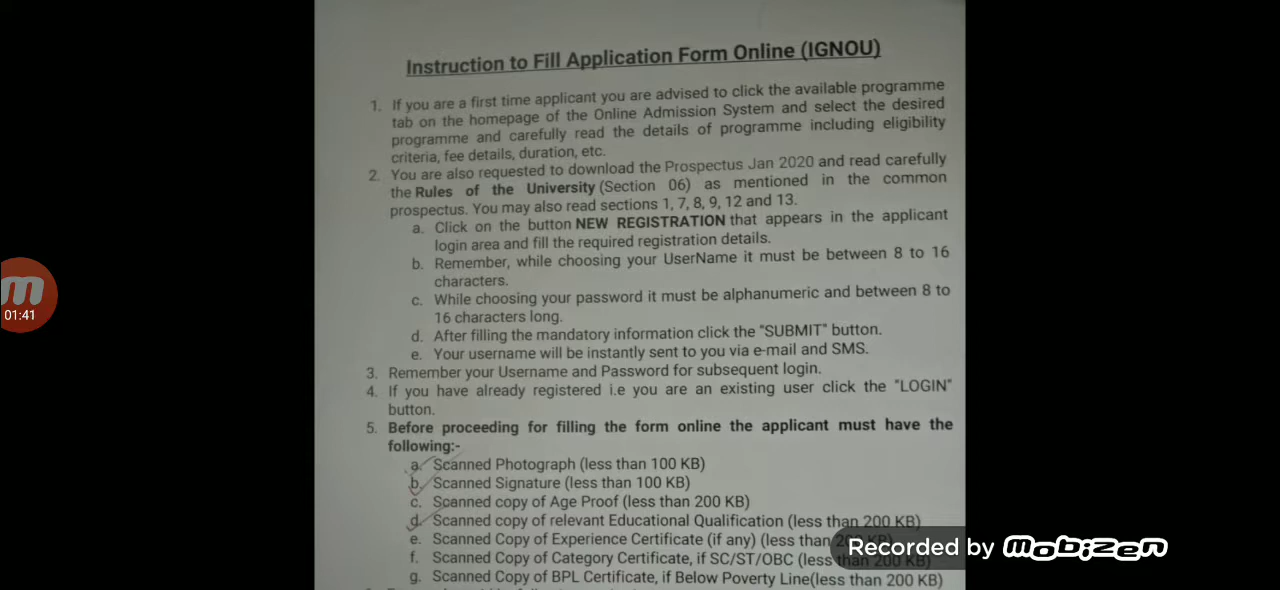 Instruction to Fill Application Form Online (IGNOU)
1. If you are a first time applicant you are advised to click the available programme
tab on the homepage of the Online Admission System and select the desired
programme and carefully read the details of programme including eligibility
criteria, fee details, duration, etc.
2. You are also requested to download the Prospectus Jan 2020 and read carefully
the Rules of the University (Section 06) as mentioned in the common
prospectus. You may also read sections 1, 7, 8, 9, 12 and 13.
a. Click on the button NEW REGISTRATION that appears in the applicant
login area and fill the required registration details.
b. Remember, while choosing your UserName it must be between 8 to 16
characters.
c. While choosing your password it must be alphanumeric and between 8 to
16 characters long.
d. After filling the mandatory information click the "SUBMIT" button.
e. Your username will be instantly sent to you via e-mail and SMS.
3. Remember your Username and Password for subsequent login.
4. If you have already registered i.e you are an existing user click the "LOGIN"
button.
5. Before proceeding for filling the form online the applicant must have the
following:-
a. Scanned Photograph (less than 100 KB)
b. Scanned Signature (less than 100 KB)
c. Scanned copy of Age Proof (less than 200 KB)
d. Scanned copy of relevant Educational Qualification (less than 200 KB)
e. Scanned Copy of Experience Certificate (if any) (less than 200 KB)
f. Scanned Copy of Category Certificate, if SC/ST/OBC (less than 200 KB)
g. Scanned Copy of BPL Certificate, if Below Poverty Line(less than 200 KB)
01:41
Recorded by MOBIZEN